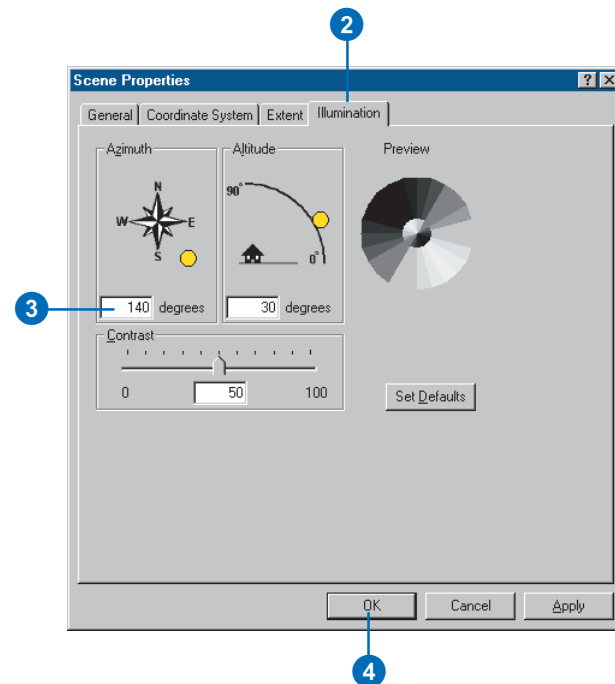 2
Scene Properties
General Coordinate System Extent Illumination
Azimuth Altitude Preview
N
W E
S
90°
0°
3
140 degrees 30 degrees
Contrast
0 50 100
Set Defaults
OK Cancel Apply
4